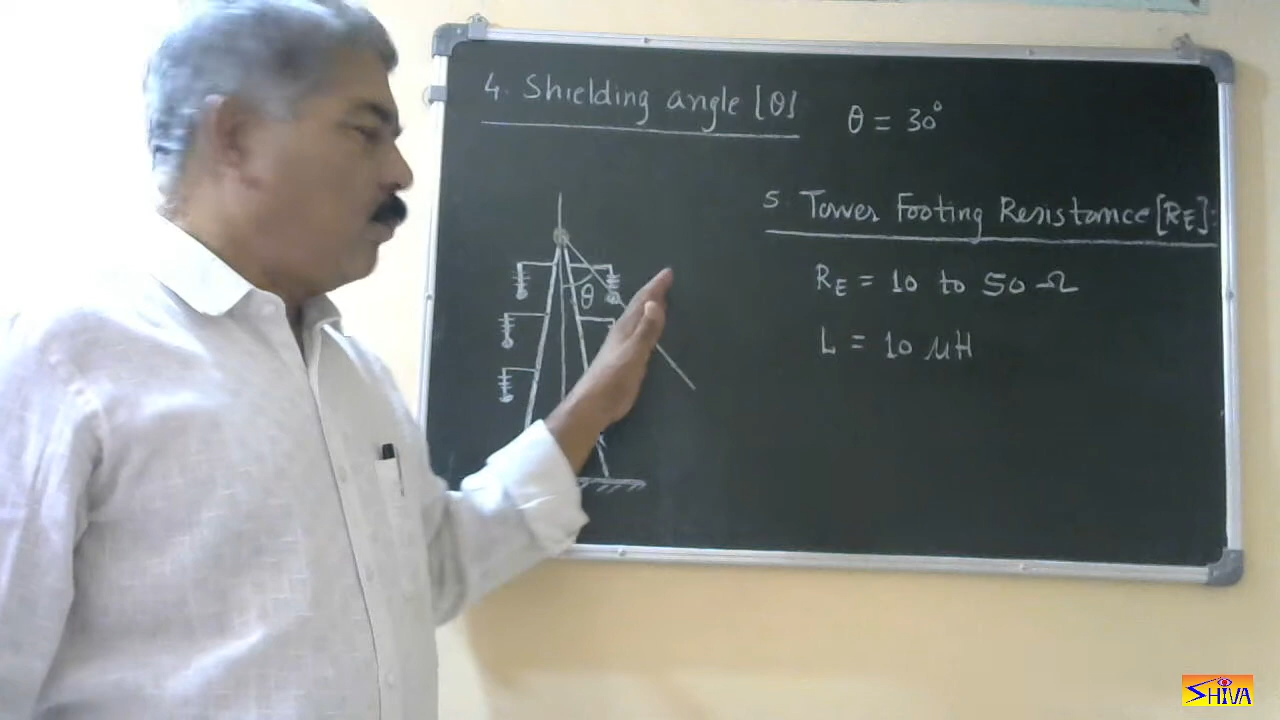 4. Shielding angle [θ]
θ = 30°
θ
5. Tower Footing Resistance [RE]:
RE = 10 to 50 Ω
L = 10 μH
SHIVA